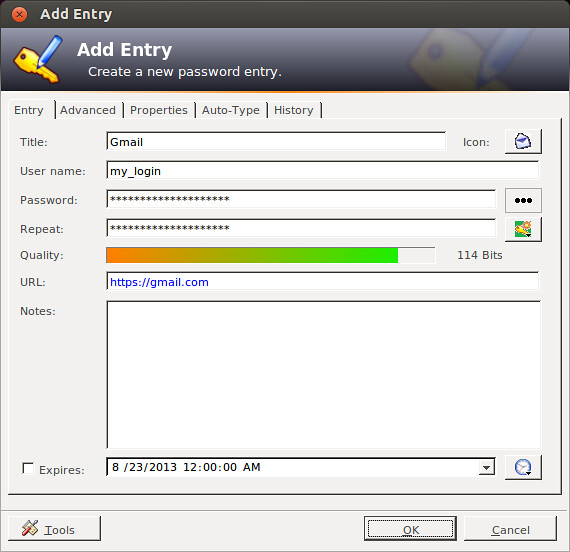 Add Entry
Add Entry
Create a new password entry.
Entry Advanced Properties Auto-Type History
Title: Gmail Icon:
User name: my_login
Password: ********************
Repeat: ********************
Quality: 114 Bits
URL: https://gmail.com
Notes:
Expires: 8 /23/2013 12:00:00 AM
Tools OK Cancel